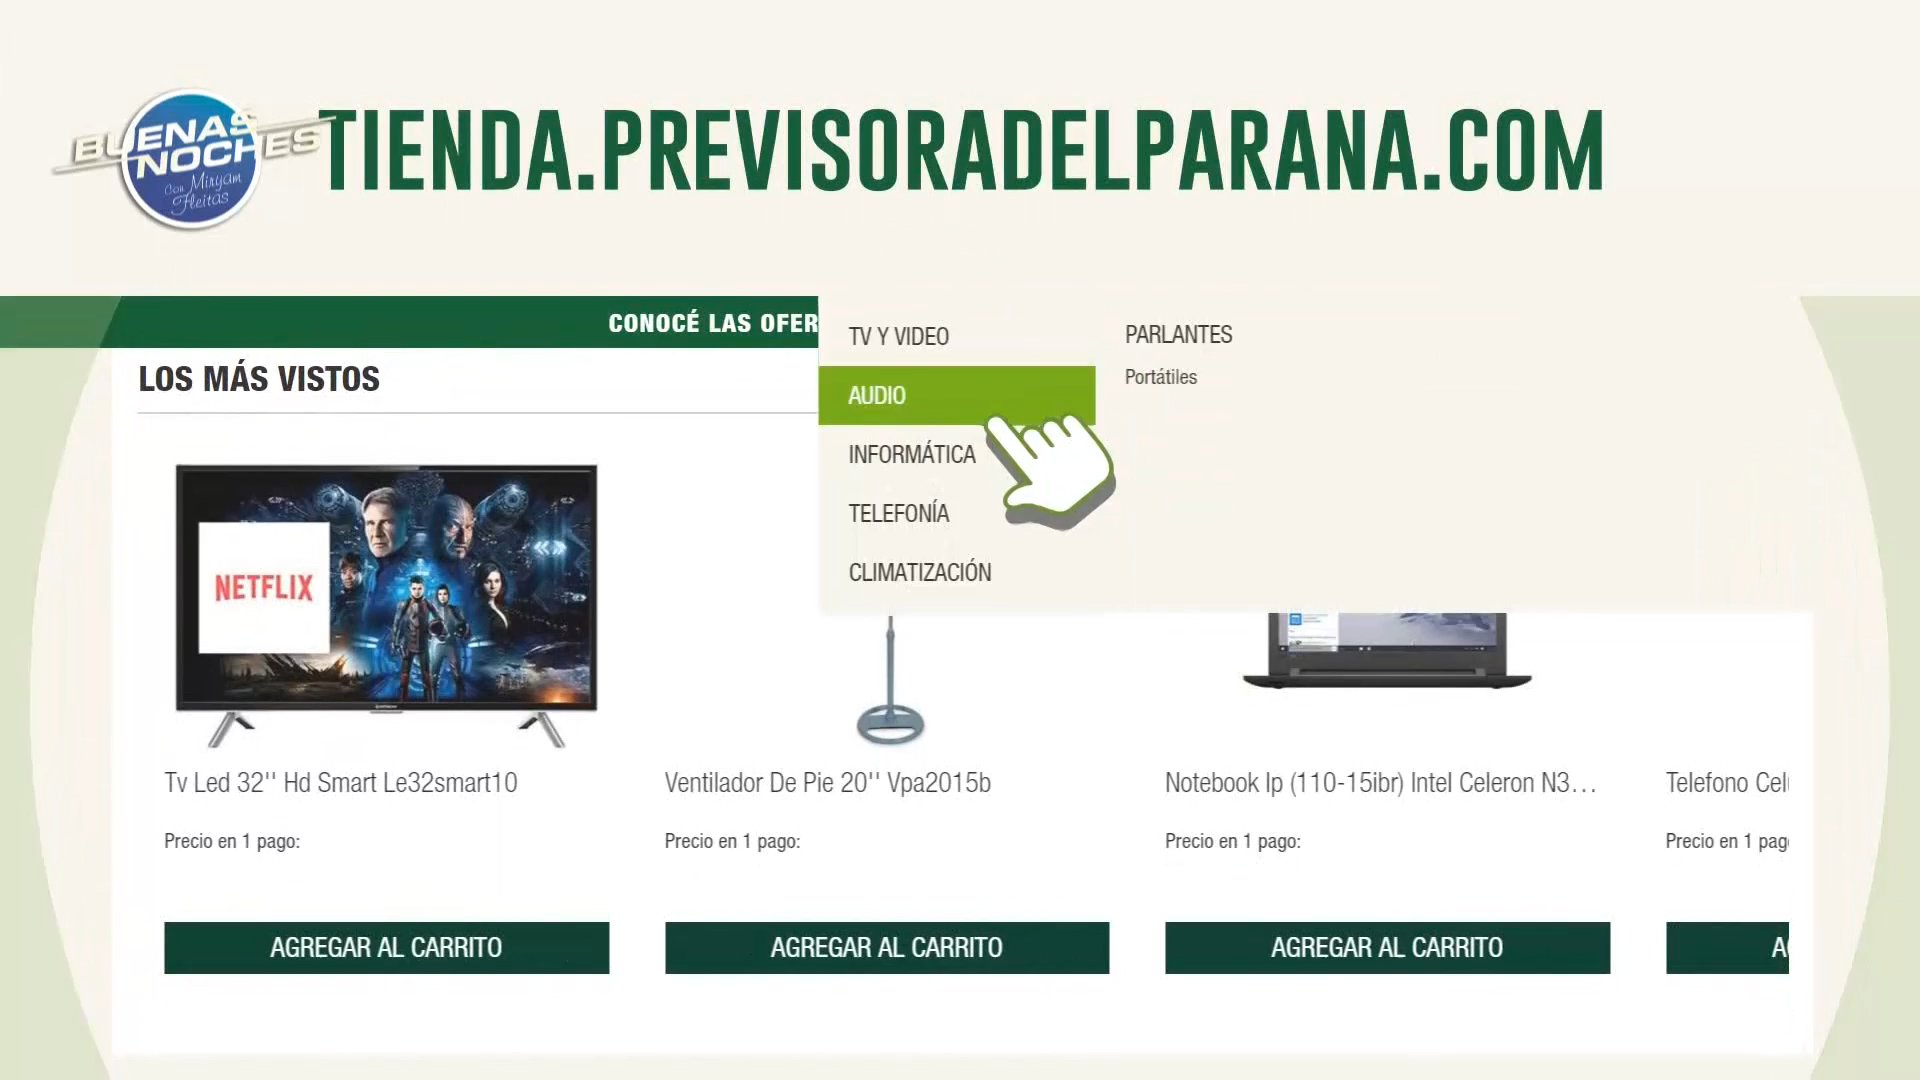 BUENAS
NOCHES
Con Miryam
Fleitas
TIENDA.PREVISORADELPARANA.COM
CONOCÉ LAS OFER
TV Y VIDEO
AUDIO
INFORMÁTICA
TELEFONÍA
CLIMATIZACIÓN
PARLANTES
Portátiles
LOS MÁS VISTOS
NETFLIX
Tv Led 32'' Hd Smart Le32smart10
Precio en 1 pago:
AGREGAR AL CARRITO
Ventilador De Pie 20'' Vpa2015b
Precio en 1 pago:
AGREGAR AL CARRITO
Notebook Ip (110-15ibr) Intel Celeron N3...
Precio en 1 pago:
AGREGAR AL CARRITO
Telefono Cel
Precio en 1 pag
A